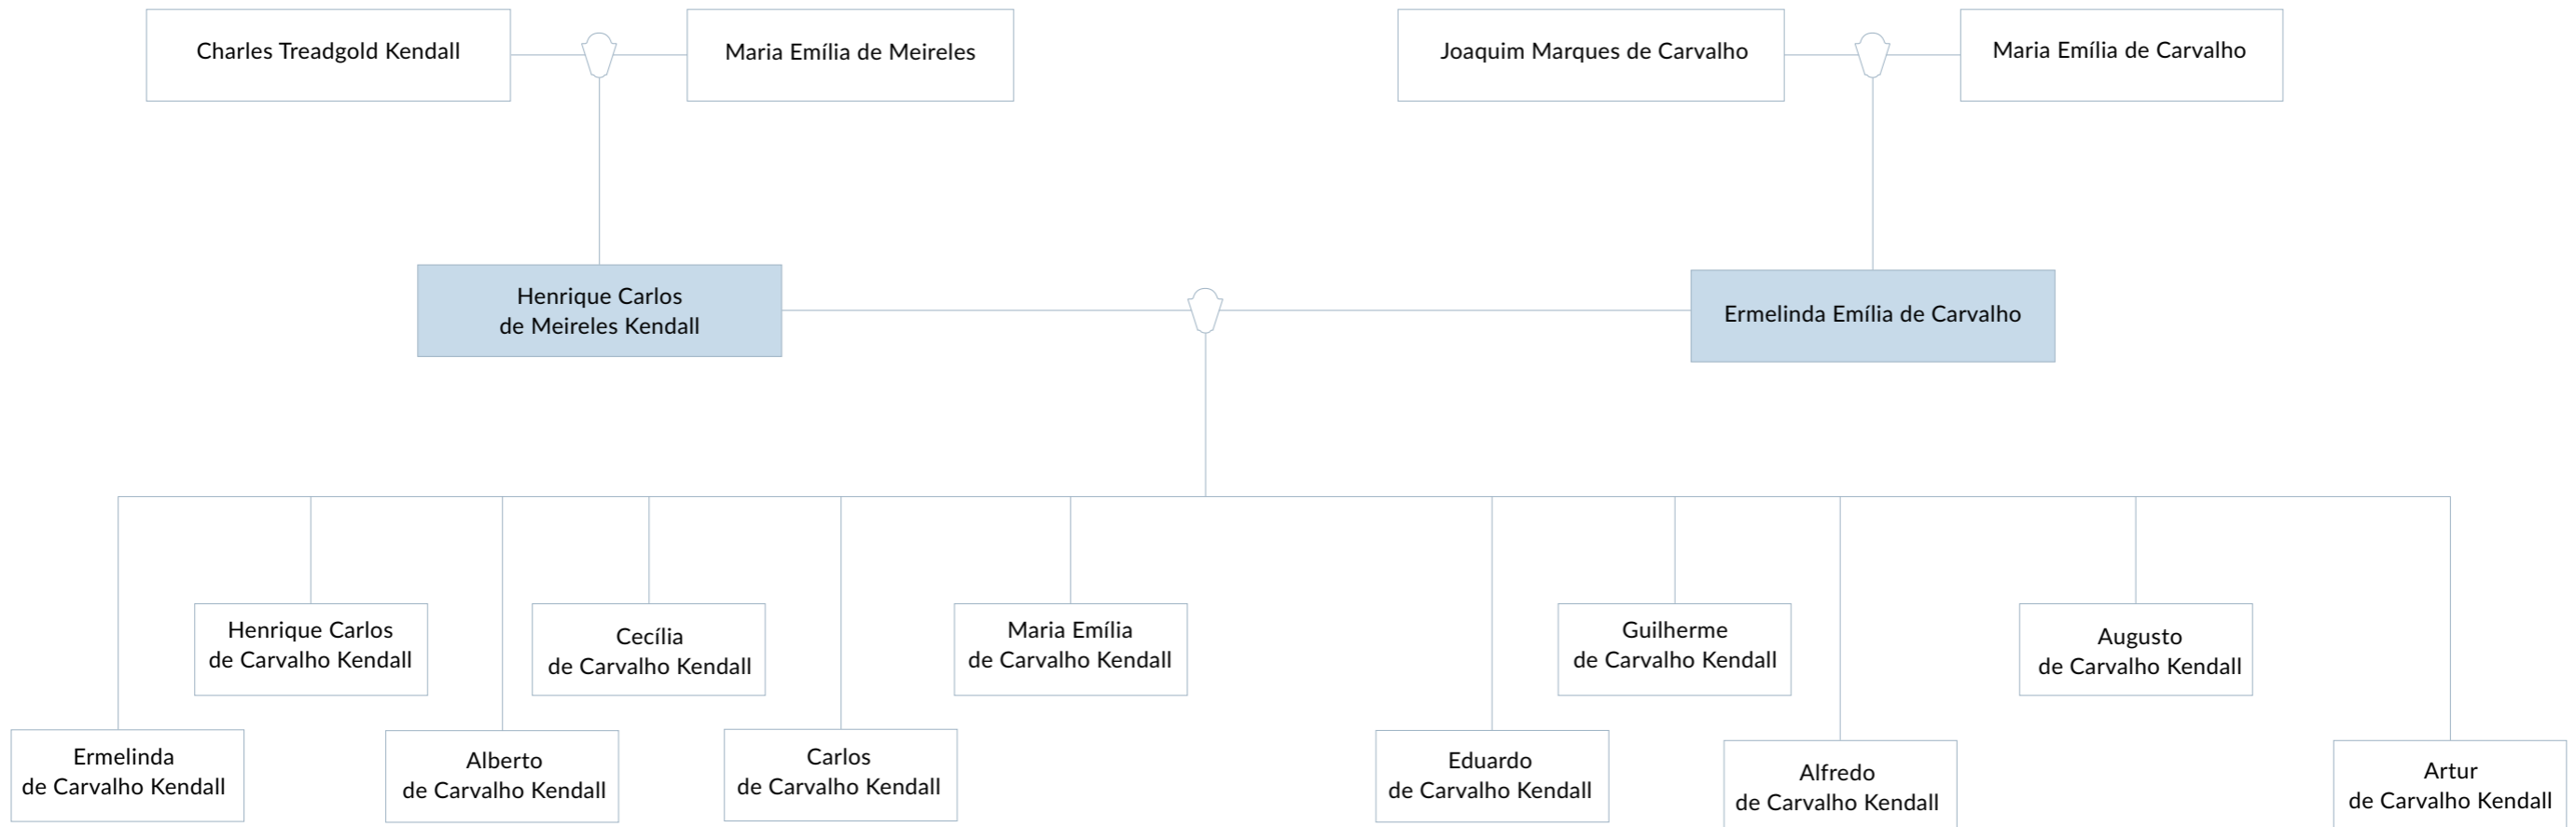 Charles Treadgold Kendall
Maria Emília de Meireles
Joaquim Marques de Carvalho
Maria Emília de Carvalho
Henrique Carlos
de Meireles Kendall
Ermelinda Emília de Carvalho
Henrique Carlos
de Carvalho Kendall
Cecília
de Carvalho Kendall
Maria Emília
de Carvalho Kendall
Guilherme
de Carvalho Kendall
Augusto
de Carvalho Kendall
Ermelinda
de Carvalho Kendall
Alberto
de Carvalho Kendall
Carlos
de Carvalho Kendall
Eduardo
de Carvalho Kendall
Alfredo
de Carvalho Kendall
Artur
de Carvalho Kendall